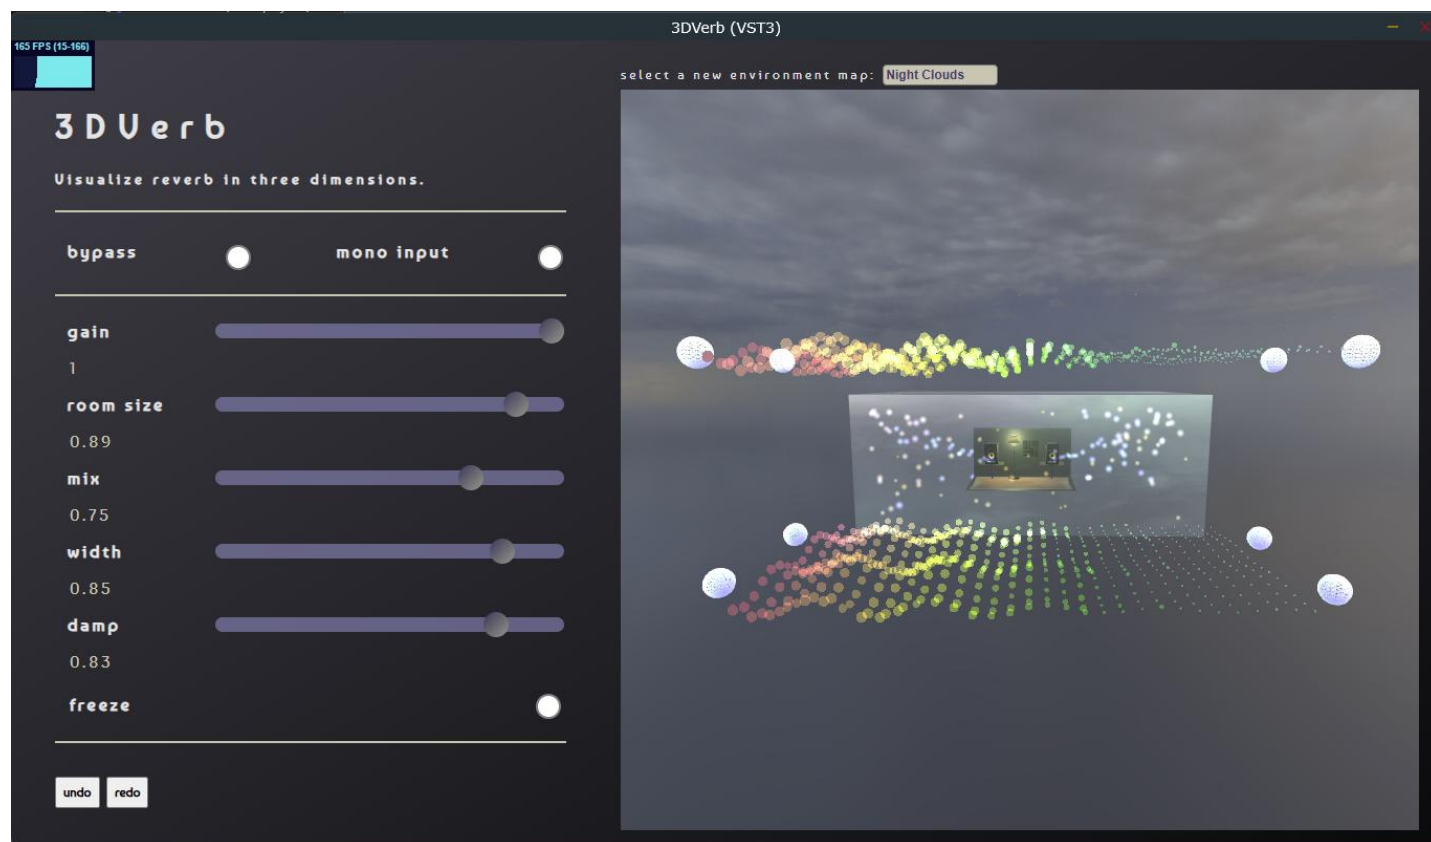 3DVerb (VST3)
165 FPS (15-166)
select a new environment map: Night Clouds
3DVerb
Visualize reverb in three dimensions.
bypass
mono input
gain
1
room size
0.89
mix
0.75
width
0.85
damp
0.83
freeze
undo
redo